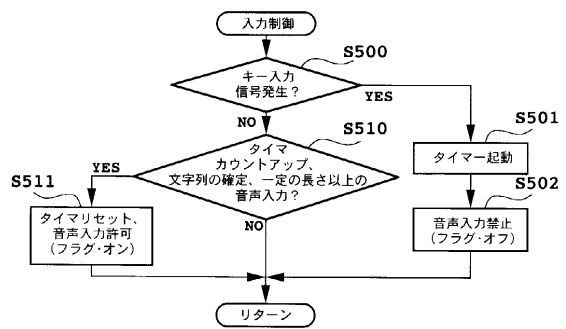 入力制御
S500
キー入力
信号発生?
YES
NO
S510
タイマ
カウントアップ、
文字列の確定、一定の長さ以上の
音声入力?
YES
NO
S501
タイマー起動
S502
音声入力禁止
(フラグ・オフ)
S511
タイマリセット、
音声入力許可
(フラグ・オン)
リターン